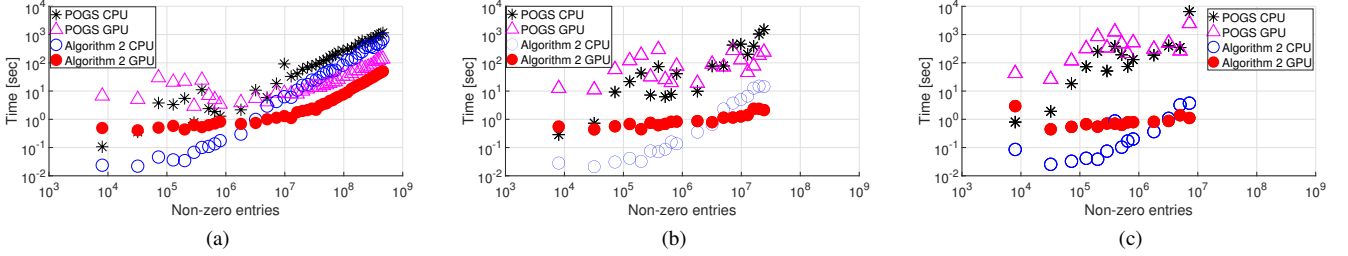 10^4
10^3
10^2
10^1
10^0
10^-1
10^-2
Time [sec]
POGS CPU
POGS GPU
Algorithm 2 CPU
Algorithm 2 GPU
10^3 10^4 10^5 10^6 10^7 10^8 10^9
Non-zero entries
(a)
10^4
10^3
10^2
10^1
10^0
10^-1
10^-2
Time [sec]
POGS CPU
POGS GPU
Algorithm 2 CPU
Algorithm 2 GPU
10^3 10^4 10^5 10^6 10^7 10^8 10^9
Non-zero entries
(b)
10^4
10^3
10^2
10^1
10^0
10^-1
10^-2
Time [sec]
POGS CPU
POGS GPU
Algorithm 2 CPU
Algorithm 2 GPU
10^3 10^4 10^5 10^6 10^7 10^8 10^9
Non-zero entries
(c)